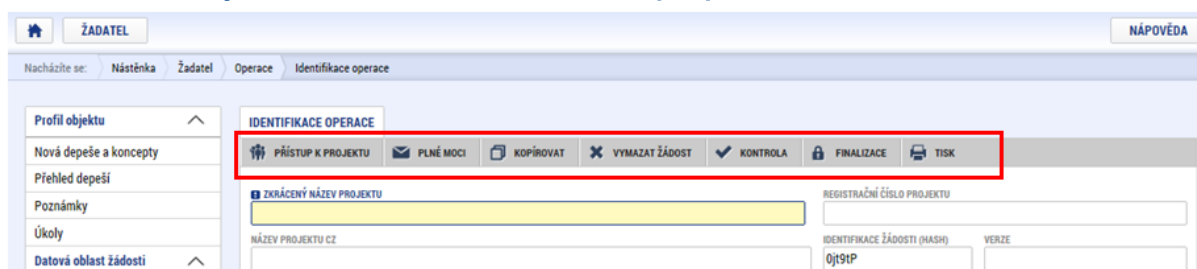 ŽADATEL NÁPOVĚDA
Nacházíte se: Nástěnka Žadatel Operace Identifikace operace
Profil objektu
Nová depeše a koncepty
Přehled depeší
Poznámky
Úkoly
Datová oblast žádosti
IDENTIFIKACE OPERACE
PŘÍSTUP K PROJEKTU PLNÉ MOCI KOPÍROVAT VYMAZAT ŽÁDOST KONTROLA FINALIZACE TISK
ZKRÁCENÝ NÁZEV PROJEKTU REGISTRAČNÍ ČÍSLO PROJEKTU
NÁZEV PROJEKTU CZ IDENTIFIKACE ŽÁDOSTI (HASH) VERZE
0jt9tP